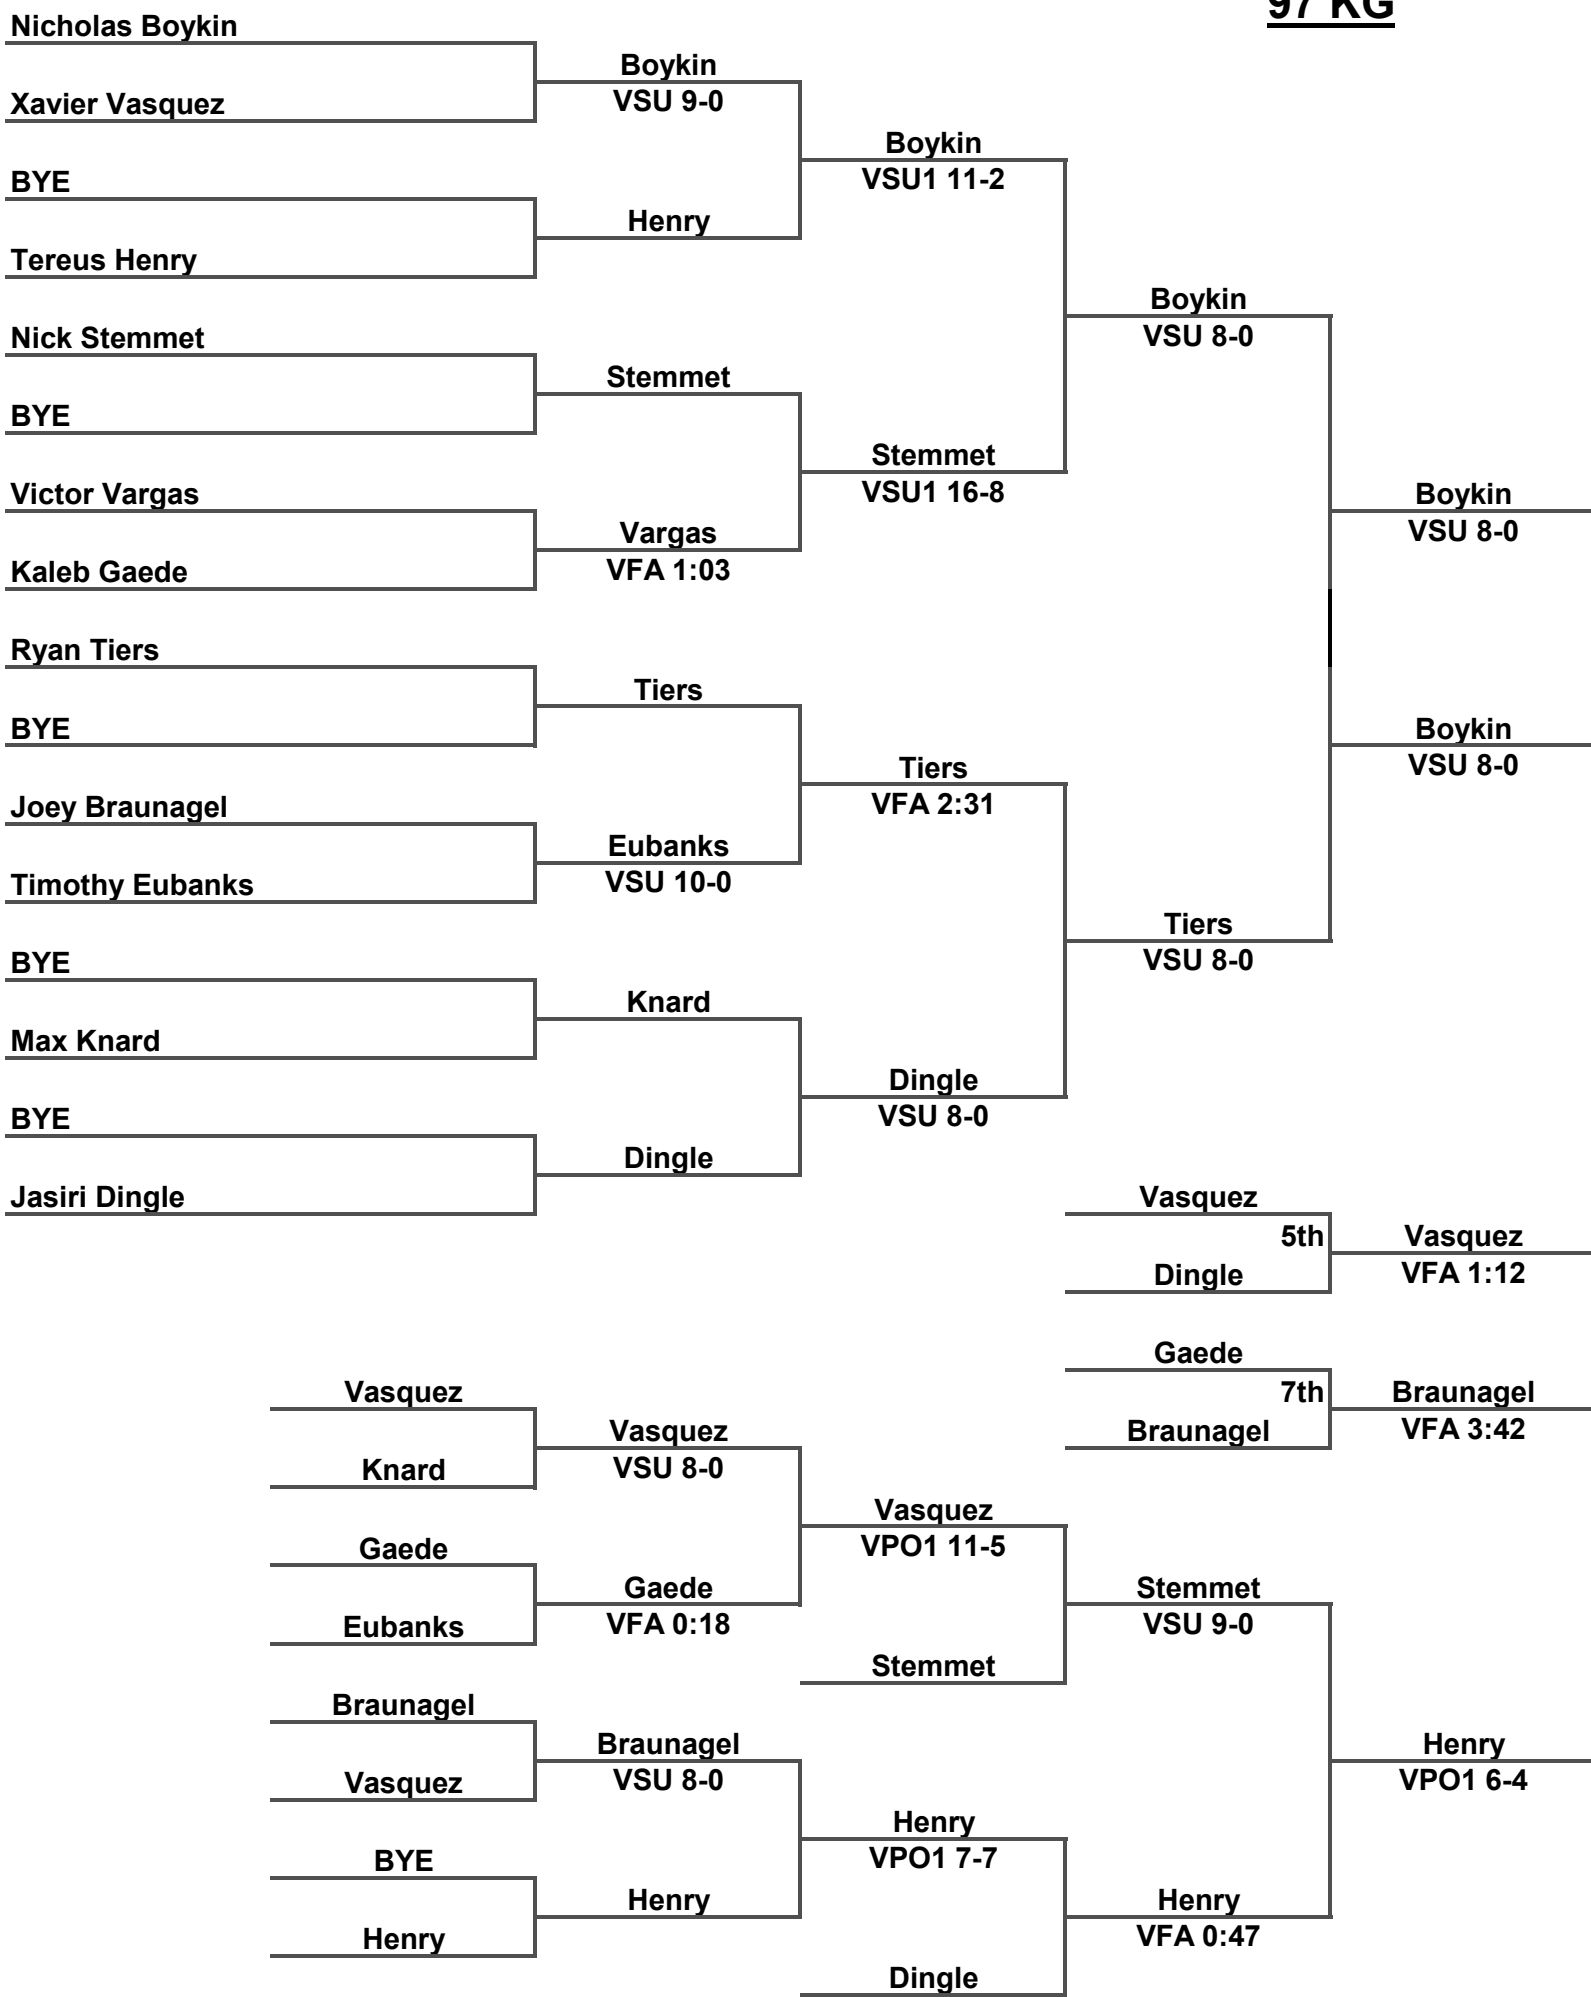 97 KG
Nicholas Boykin
Boykin
Xavier Vasquez
VSU 9-0
Boykin
BYE
VSU1 11-2
Henry
Tereus Henry
Boykin
Nick Stemmet
VSU 8-0
Stemmet
BYE
Stemmet
Victor Vargas
VSU1 16-8
Boykin
Vargas
VSU 8-0
Kaleb Gaede
VFA 1:03
Ryan Tiers
Tiers
BYE
Boykin
Tiers
VSU 8-0
Joey Braunagel
VFA 2:31
Eubanks
Timothy Eubanks
VSU 10-0
Tiers
BYE
VSU 8-0
Knard
Max Knard
Dingle
BYE
VSU 8-0
Dingle
Jasiri Dingle
Vasquez
5th
Vasquez
Dingle
VFA 1:12
Gaede
Vasquez
7th
Braunagel
Vasquez
Braunagel
VFA 3:42
Knard
VSU 8-0
Vasquez
Gaede
VPO1 11-5
Gaede
Stemmet
Eubanks
VFA 0:18
VSU 9-0
Stemmet
Braunagel
Braunagel
Henry
Vasquez
VSU 8-0
VPO1 6-4
Henry
BYE
VPO1 7-7
Henry
Henry
Henry
VFA 0:47
Dingle